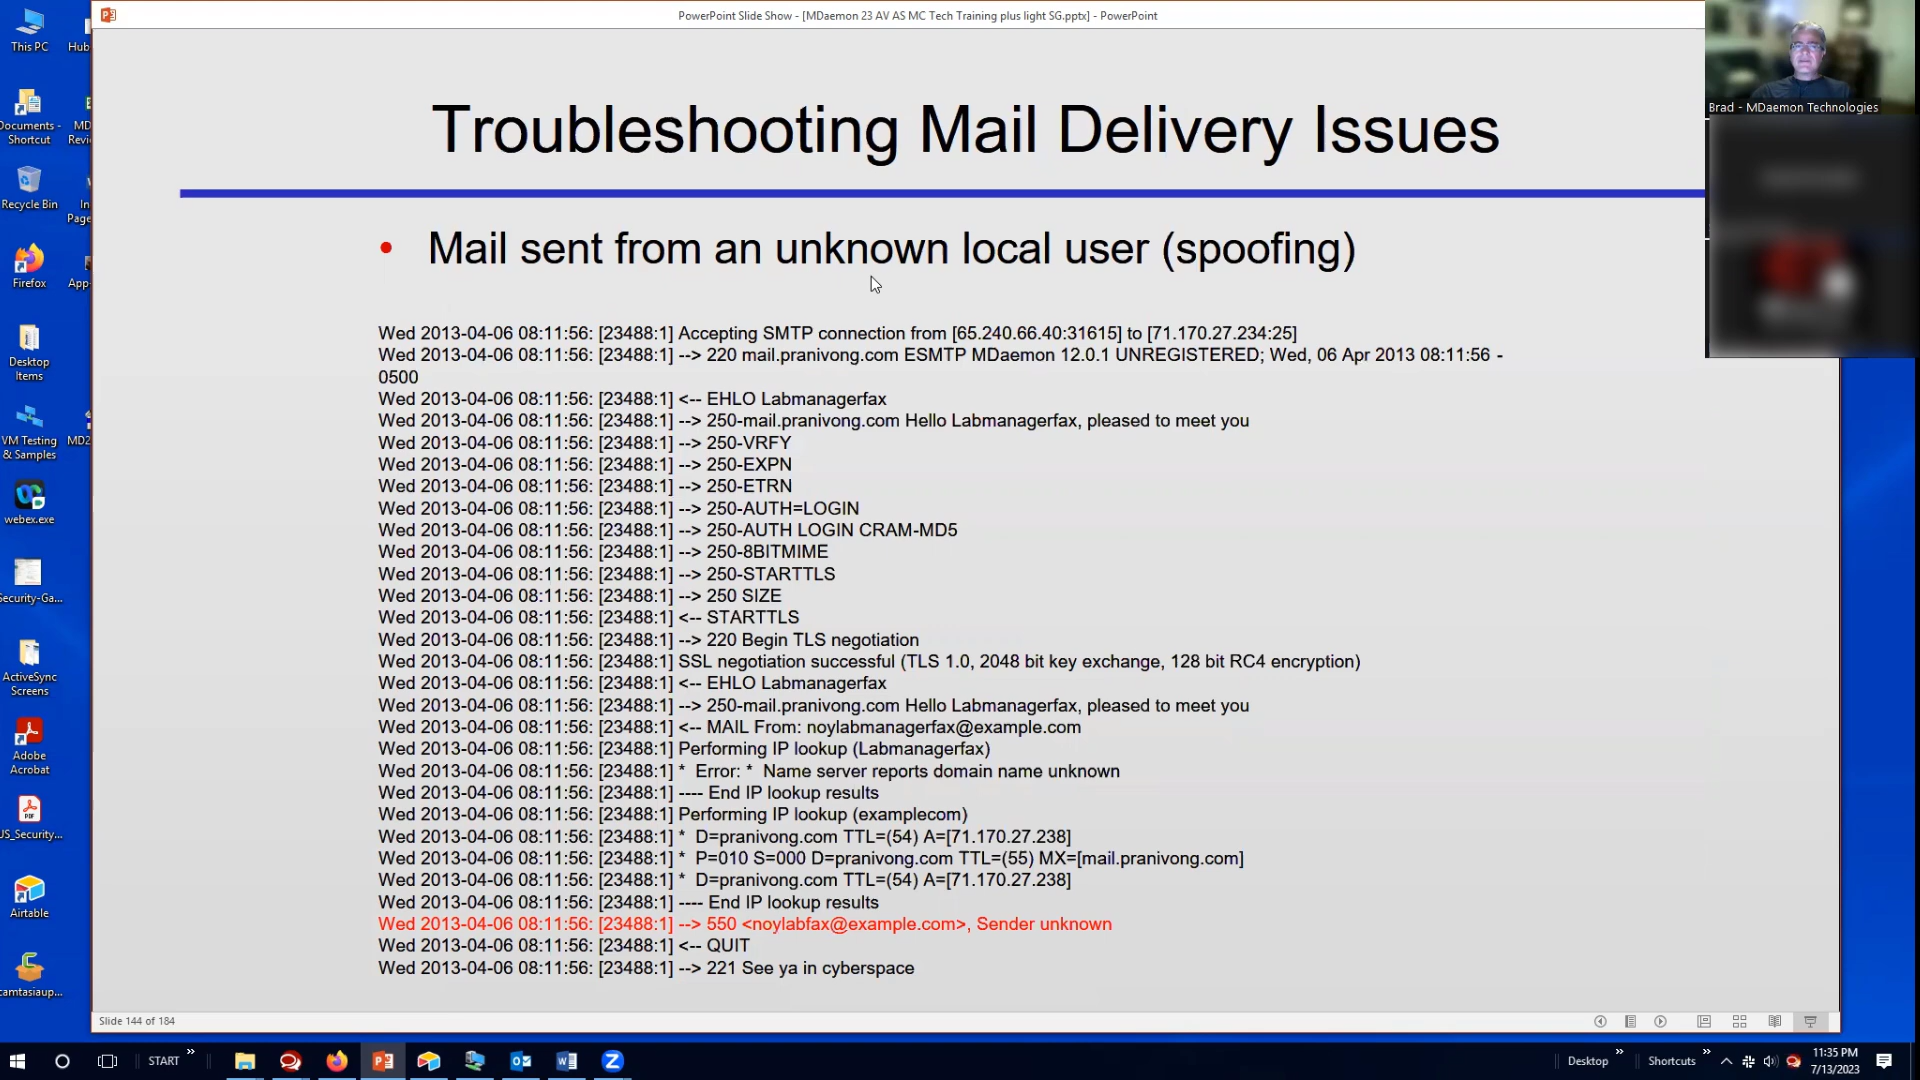 PowerPoint Slide Show - [MDaemon 23 AV AS MC Tech Training plus light SG.pptx] - PowerPoint
This PC
Hub
Documents -
Shortcut
MD
Revi
Recycle Bin
In
Page
Firefox
App-
Desktop
Items
VM Testing
& Samples
MD2
webex.exe
Security-Ga...
ActiveSync
Screens
Adobe
Acrobat
US_Security...
Airtable
camtasiaup...
Brad - MDaemon Technologies
Troubleshooting Mail Delivery Issues
• Mail sent from an unknown local user (spoofing)
Wed 2013-04-06 08:11:56: [23488:1] Accepting SMTP connection from [65.240.66.40:31615] to [71.170.27.234:25]
Wed 2013-04-06 08:11:56: [23488:1] --> 220 mail.pranivong.com ESMTP MDaemon 12.0.1 UNREGISTERED; Wed, 06 Apr 2013 08:11:56 -
0500
Wed 2013-04-06 08:11:56: [23488:1] <-- EHLO Labmanagerfax
Wed 2013-04-06 08:11:56: [23488:1] --> 250-mail.pranivong.com Hello Labmanagerfax, pleased to meet you
Wed 2013-04-06 08:11:56: [23488:1] --> 250-VRFY
Wed 2013-04-06 08:11:56: [23488:1] --> 250-EXPN
Wed 2013-04-06 08:11:56: [23488:1] --> 250-ETRN
Wed 2013-04-06 08:11:56: [23488:1] --> 250-AUTH=LOGIN
Wed 2013-04-06 08:11:56: [23488:1] --> 250-AUTH LOGIN CRAM-MD5
Wed 2013-04-06 08:11:56: [23488:1] --> 250-8BITMIME
Wed 2013-04-06 08:11:56: [23488:1] --> 250-STARTTLS
Wed 2013-04-06 08:11:56: [23488:1] --> 250 SIZE
Wed 2013-04-06 08:11:56: [23488:1] <-- STARTTLS
Wed 2013-04-06 08:11:56: [23488:1] --> 220 Begin TLS negotiation
Wed 2013-04-06 08:11:56: [23488:1] SSL negotiation successful (TLS 1.0, 2048 bit key exchange, 128 bit RC4 encryption)
Wed 2013-04-06 08:11:56: [23488:1] <-- EHLO Labmanagerfax
Wed 2013-04-06 08:11:56: [23488:1] --> 250-mail.pranivong.com Hello Labmanagerfax, pleased to meet you
Wed 2013-04-06 08:11:56: [23488:1] <-- MAIL From: noylabmanagerfax@example.com
Wed 2013-04-06 08:11:56: [23488:1] Performing IP lookup (Labmanagerfax)
Wed 2013-04-06 08:11:56: [23488:1] * Error: * Name server reports domain name unknown
Wed 2013-04-06 08:11:56: [23488:1] ---- End IP lookup results
Wed 2013-04-06 08:11:56: [23488:1] Performing IP lookup (examplecom)
Wed 2013-04-06 08:11:56: [23488:1] * D=pranivong.com TTL=(54) A=[71.170.27.238]
Wed 2013-04-06 08:11:56: [23488:1] * P=010 S=000 D=pranivong.com TTL=(55) MX=[mail.pranivong.com]
Wed 2013-04-06 08:11:56: [23488:1] * D=pranivong.com TTL=(54) A=[71.170.27.238]
Wed 2013-04-06 08:11:56: [23488:1] ---- End IP lookup results
Wed 2013-04-06 08:11:56: [23488:1] --> 550 <noylabfax@example.com>, Sender unknown
Wed 2013-04-06 08:11:56: [23488:1] <-- QUIT
Wed 2013-04-06 08:11:56: [23488:1] --> 221 See ya in cyberspace
Slide 144 of 184
START
Desktop
Shortcuts
11:35 PM
7/13/2023